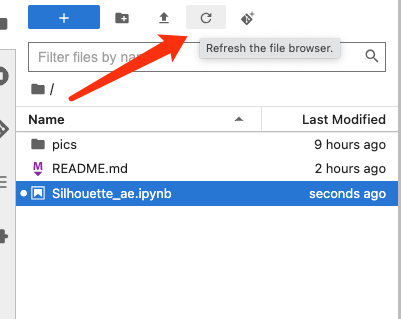 +
Refresh the file browser.
Filter files by na
/
Name Last Modified
pics 9 hours ago
README.md 2 hours ago
Silhouette_ae.ipynb seconds ago